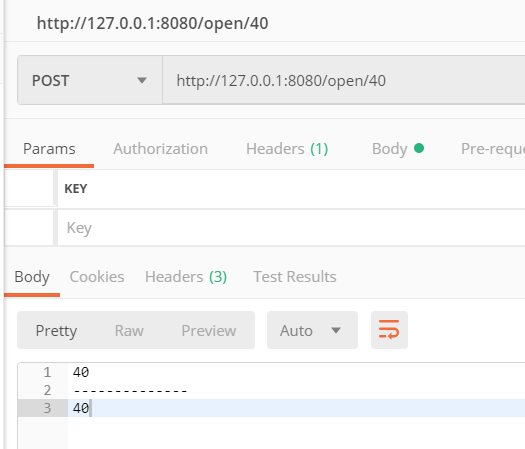 http://127.0.0.1:8080/open/40
POST http://127.0.0.1:8080/open/40
Params Authorization Headers (1) Body Pre-reque
KEY
Key
Body Cookies Headers (3) Test Results
Pretty Raw Preview Auto
1 40
2 --------------
3 40